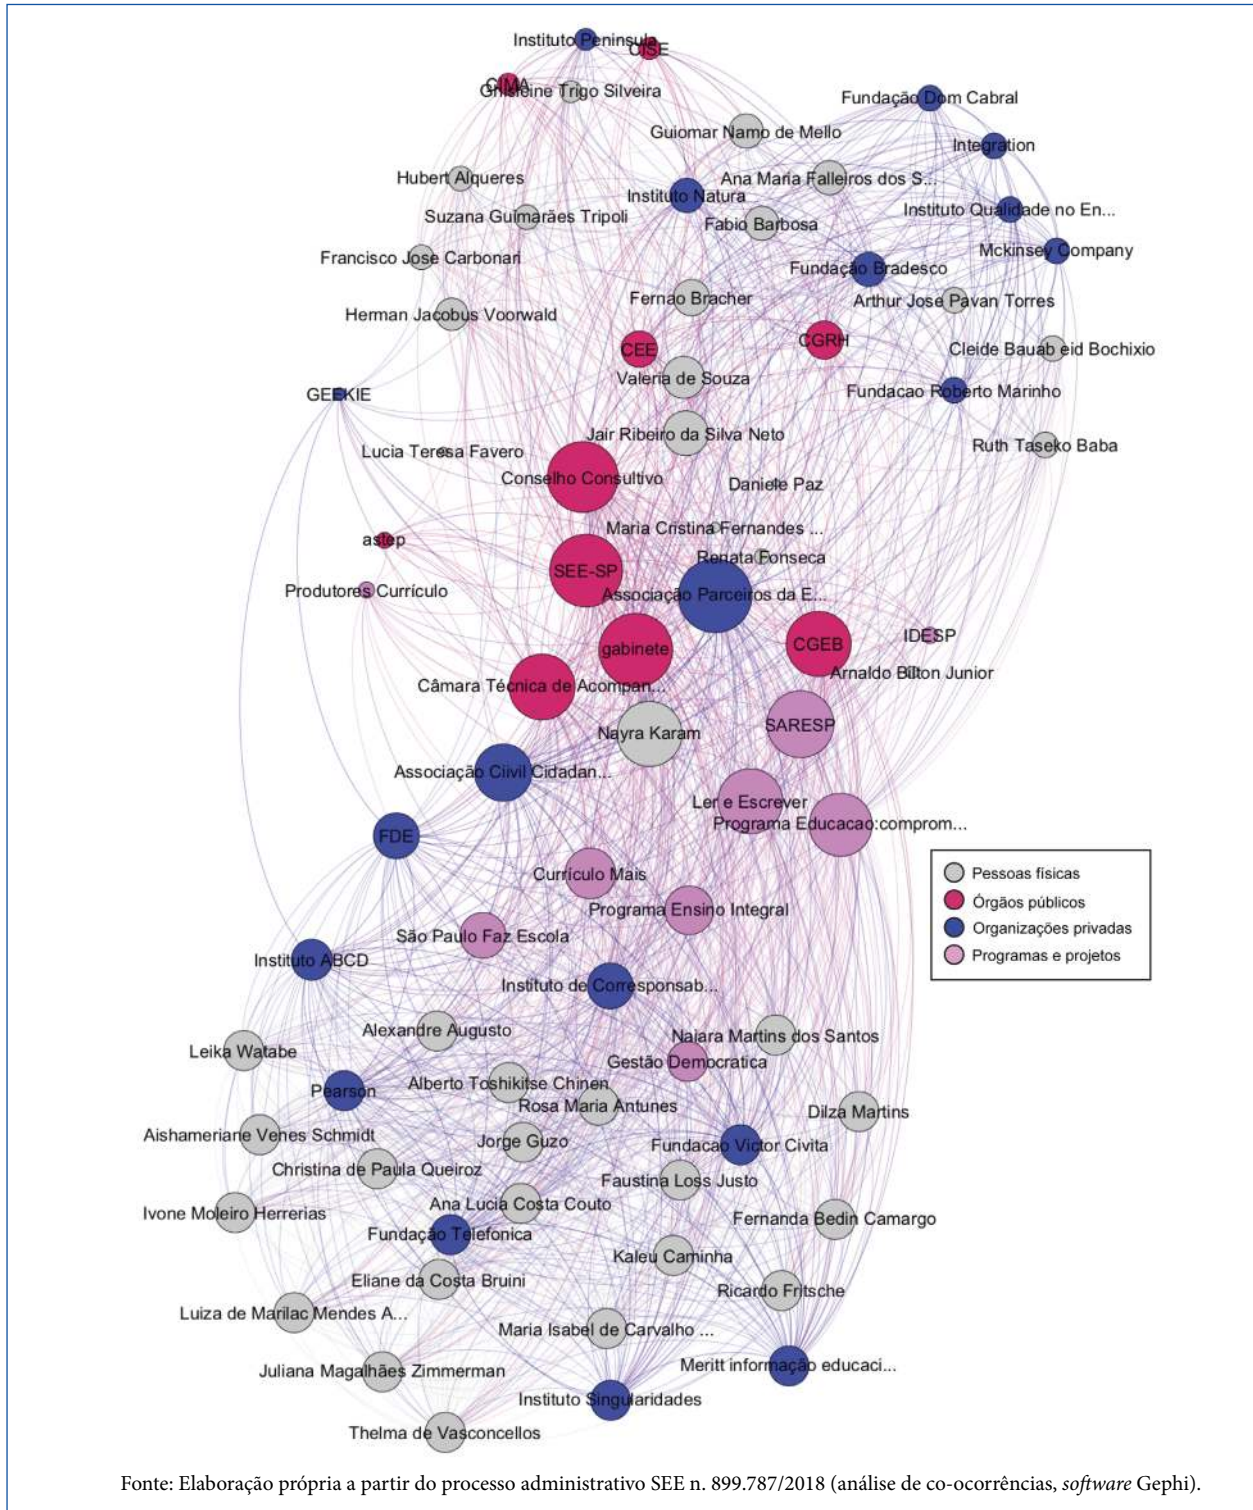 Instituto Peninsula
CISE
CIMA
Ghisleine Trigo Silveira
Fundação Dom Cabral
Guiomar Namo de Mello
Integration
Hubert Alqueres
Ana Maria Falleiros dos S...
Instituto Natura
Suzana Guimarães Tripoli
Fabio Barbosa
Instituto Qualidade no En...
Francisco Jose Carbonari
Mckinsey Company
Fundação Bradesco
Fernao Bracher
Arthur Jose Pavan Torres
Herman Jacobus Voorwald
CEE
CGRH
Cleide Bauab eid Bochixio
Valeria de Souza
GEEKIE
Fundacao Roberto Marinho
Jair Ribeiro da Silva Neto
Ruth Taseko Baba
Lucia Teresa Favero
Conselho Consultivo
Daniele Paz
Maria Cristina Fernandes ...
astep
Renata Fonseca
SEE-SP
Produtores Currículo
Associação Parceiros da E...
IDESP
gabinete
CGEB
Arnaldo Bilton Junior
Câmara Técnica de Acompan...
SARESP
Nayra Karam
Associação Ciivil Cidadan...
Ler e Escrever
Programa Educacao:comprom...
FDE
Currículo Mais
Pessoas físicas
Órgãos públicos
Organizações privadas
Programas e projetos
Programa Ensino Integral
São Paulo Faz Escola
Instituto ABCD
Instituto de Corresponsab...
Alexandre Augusto
Naiara Martins dos Santos
Leika Watabe
Gestão Democratica
Pearson
Alberto Toshikitse Chinen
Rosa Maria Antunes
Dilza Martins
Aishameriane Venes Schmidt
Jorge Guzo
Fundacao Victor Civita
Christina de Paula Queiroz
Faustina Loss Justo
Ana Lucia Costa Couto
Ivone Moleiro Herrerias
Fernanda Bedin Camargo
Fundação Telefonica
Kaleu Caminha
Eliane da Costa Bruini
Ricardo Fritsche
Luiza de Marilac Mendes A...
Maria Isabel de Carvalho ...
Meritt informação educaci...
Juliana Magalhães Zimmerman
Instituto Singularidades
Thelma de Vasconcellos
Fonte: Elaboração própria a partir do processo administrativo SEE n. 899.787/2018 (análise de co-ocorrências, software Gephi).